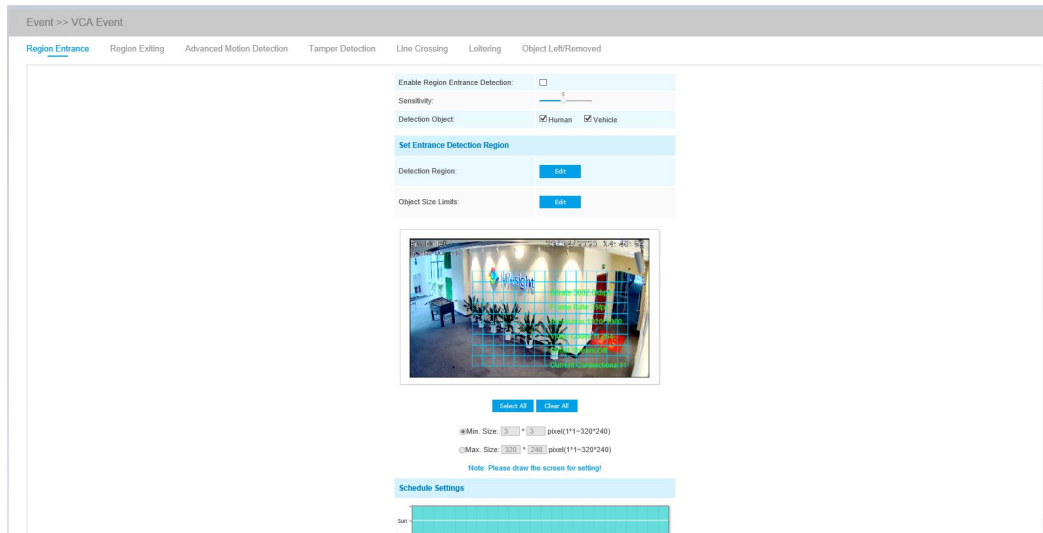 Event >> VCA Event
Region Entrance Region Exiting Advanced Motion Detection Tamper Detection Line Crossing Loitering Object Left/Removed
Enable Region Entrance Detection:
Sensitivity: 5
Detection Object: Human Vehicle
Set Entrance Detection Region
Detection Region: Edit
Object Size Limits: Edit
Milesight
Select All Clear All
Min. Size: 3 * 3 pixel(1*1~320*240)
Max. Size: 320 * 240 pixel(1*1~320*240)
Note: Please draw the screen for setting!
Schedule Settings
Sun